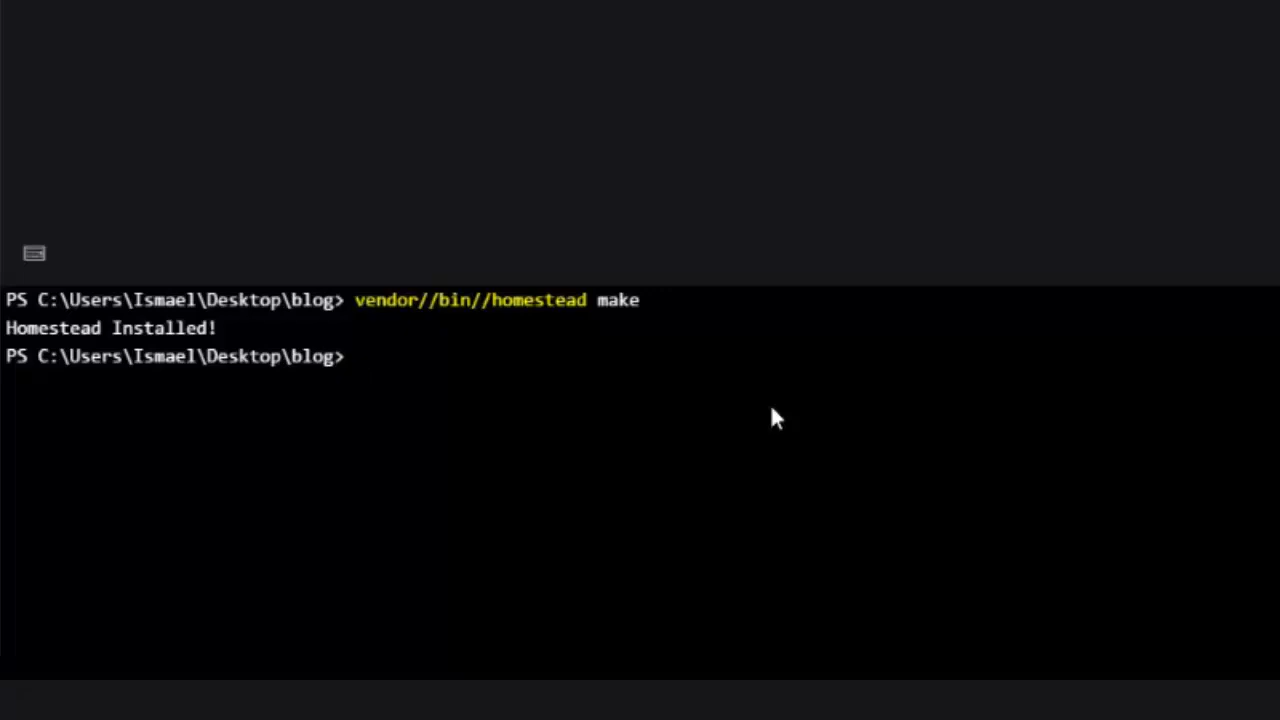 PS C:\Users\Ismael\Desktop\blog> vendor//bin//homestead make
Homestead Installed!
PS C:\Users\Ismael\Desktop\blog>